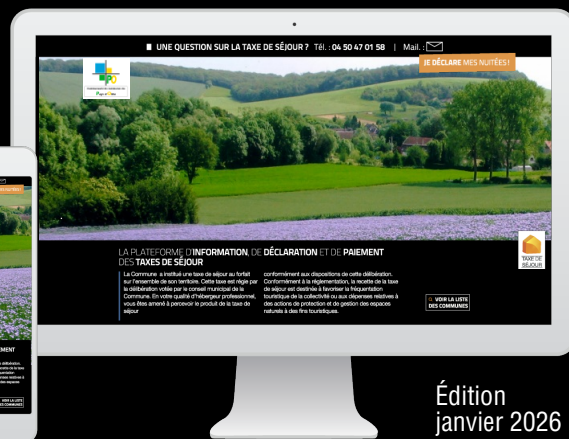 UNE QUESTION SUR LA TAXE DE SÉJOUR ? Tél. : 04 50 47 01 58 | Mail. :
JE DÉCLARE MES NUITÉES !
LA PLATEFORME D'INFORMATION, DE DÉCLARATION ET DE PAIEMENT
DES TAXES DE SÉJOUR
La Commune a institué une taxe de séjour au forfait
sur l'ensemble de son territoire. Cette taxe est régie par
la délibération votée par le conseil municipal de la
Commune. En votre qualité d'hébergeur professionnel,
vous êtes amené à percevoir le produit de la taxe de
séjour
conformément aux dispositions de cette délibération.
Conformément à la réglementation, la recette de la taxe
de séjour est destinée à favoriser la fréquentation
touristique de la collectivité ou aux dépenses relatives à
des actions de protection et de gestion des espaces
naturels à des fins touristiques.
TAXE DE
SÉJOUR
VOIR LA LISTE
DES COMMUNES
VOIR LA LISTE
DES COMMUNES
Édition
janvier 2026